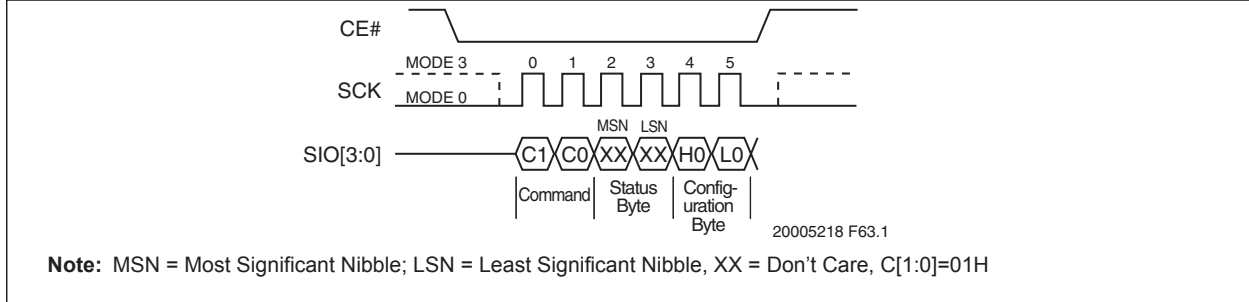 CE#
MODE 3 0 1 2 3 4 5
SCK
MODE 0
MSN LSN
SIO[3:0] C1 C0 XX XX H0 L0
Command Status Byte Config-uration Byte
20005218 F63.1
Note: MSN = Most Significant Nibble; LSN = Least Significant Nibble, XX = Don't Care, C[1:0]=01H